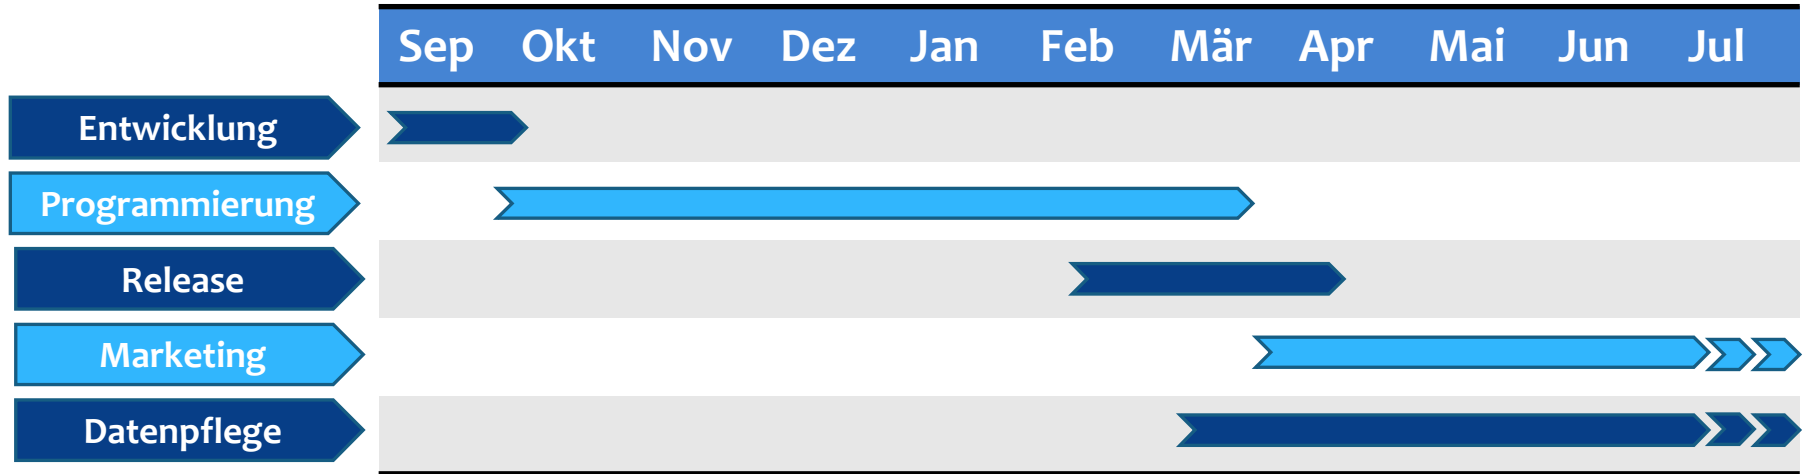 Sep Okt Nov Dez Jan Feb Mär Apr Mai Jun Jul
Entwicklung
Programmierung
Release
Marketing
Datenpflege